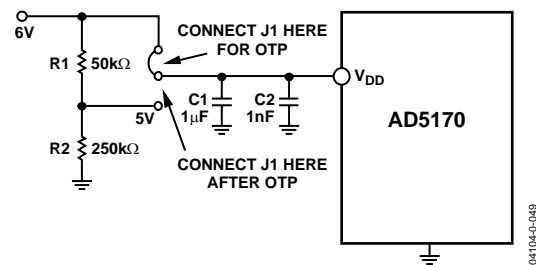 6V
CONNECT J1 HERE
FOR OTP
R1 50kΩ
VDD
C1
1μF
C2
1nF
5V
AD5170
R2 250kΩ
CONNECT J1 HERE
AFTER OTP
04104-0-049